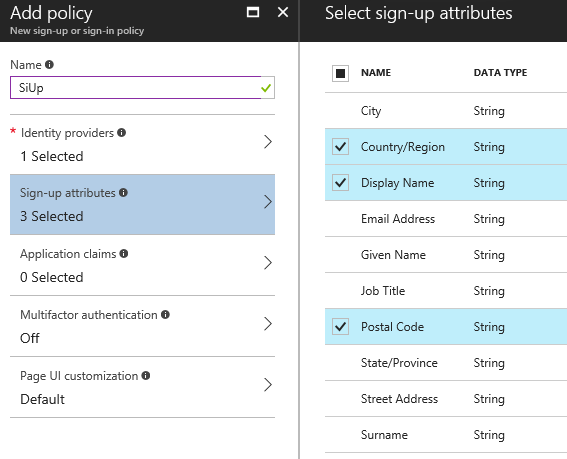 Add policy
New sign-up or sign-in policy
Name
SiUp
* Identity providers
1 Selected
Sign-up attributes
3 Selected
Application claims
0 Selected
Multifactor authentication
Off
Page UI customization
Default
Select sign-up attributes
NAME DATA TYPE
City String
Country/Region String
Display Name String
Email Address String
Given Name String
Job Title String
Postal Code String
State/Province String
Street Address String
Surname String